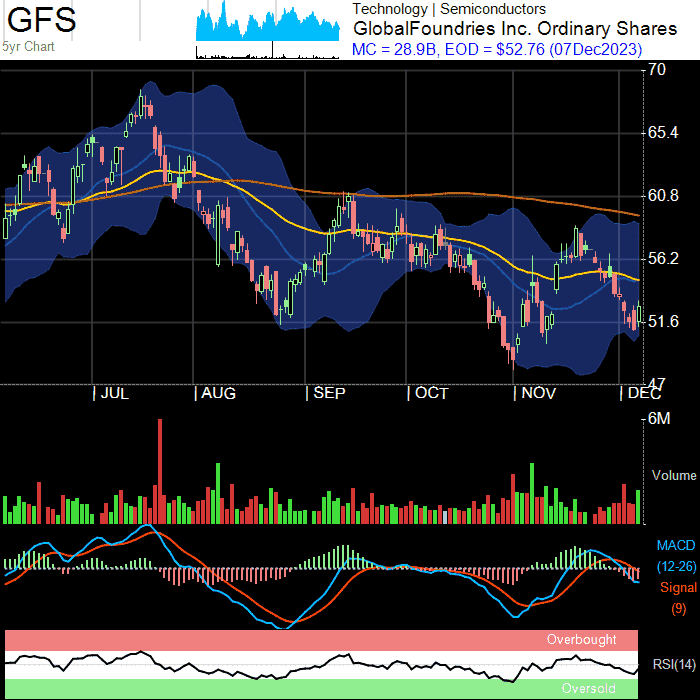 GFS
5yr Chart
Technology | Semiconductors
GlobalFoundries Inc. Ordinary Shares
MC = 28.9B, EOD = $52.76 (07Dec2023)
70
65.4
60.8
56.2
51.6
47
JUL AUG SEP OCT NOV DEC
6M
Volume
MACD
(12-26)
Signal
(9)
Overbought
RSI(14)
Oversold